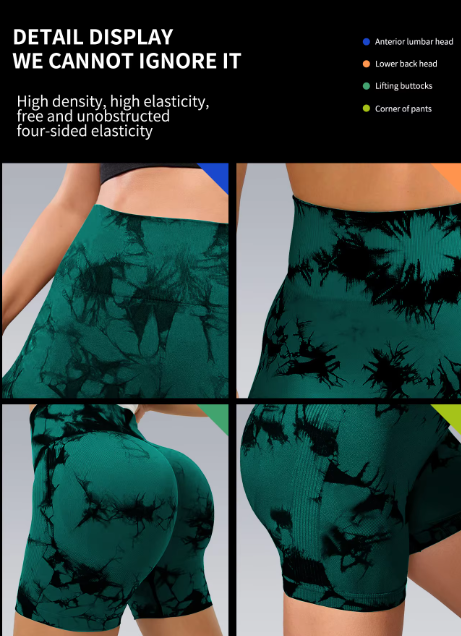 DETAIL DISPLAY
WE CANNOT IGNORE IT
High density, high elasticity,
free and unobstructed
four-sided elasticity
Anterior lumbar head
Lower back head
Lifting buttocks
Corner of pants